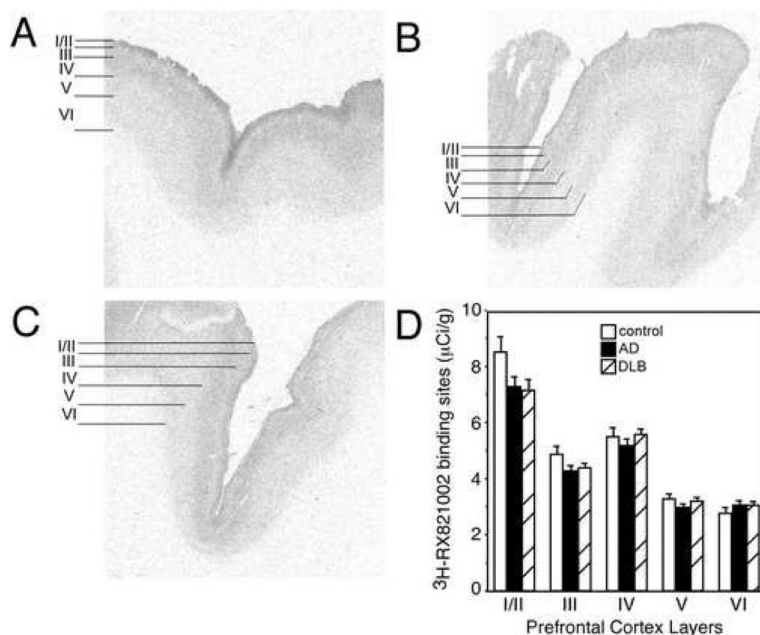 A
I/II
III
IV
V
VI
B
I/II
III
IV
V
VI
C
I/II
III
IV
V
VI
D
10
8
6
4
2
0
³H-RX821002 binding sites (μCi/g)
control
AD
DLB
I/II III IV V VI
Prefrontal Cortex Layers